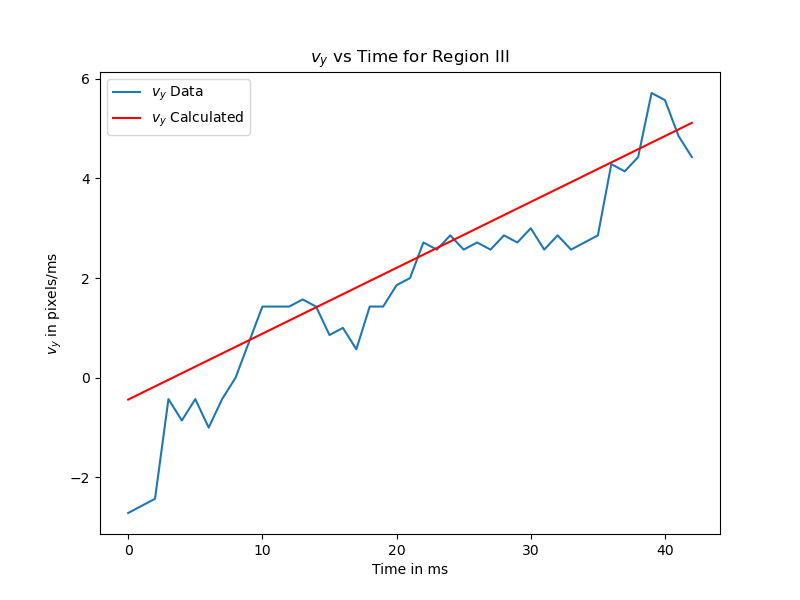 v_y vs Time for Region III
v_y Data
v_y Calculated
6
4
2
0
−2
v_y in pixels/ms
0 10 20 30 40
Time in ms